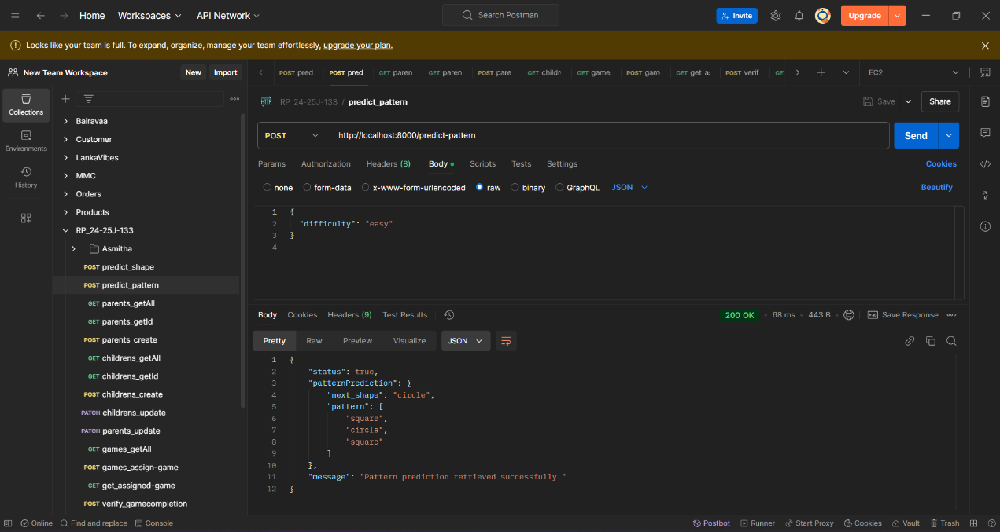 Home Workspaces API Network Search Postman Invite Upgrade
Looks like your team is full. To expand, organize, manage your team effortlessly, upgrade your plan.
New Team Workspace New Import
POST pred POST pred GET paren GET paren POST pare GET childr GET game POST gam GET get_a: POST verif GET EC2
Collections
Environments
History
Bairavaa
Customer
LankaVibes
MMC
Orders
Products
RP_24-25J-133
Asmitha
POST predict_shape
POST predict_pattern
GET parents_getAll
GET parents_getId
POST parents_create
GET childrens_getAll
GET childrens_getId
POST childrens_create
PATCH childrens_update
PATCH parents_update
GET games_getAll
POST games_assign-game
GET get_assigned-game
POST verify_gamecompletion
HTTP RP_24-25J-133 / predict_pattern Save Share
POST http://localhost:8000/predict-pattern Send
Params Authorization Headers (8) Body Scripts Tests Settings Cookies
none form-data x-www-form-urlencoded raw binary GraphQL JSON Beautify
1 {
2 "difficulty": "easy"
3 }
4
Body Cookies Headers (9) Test Results 200 OK 68 ms 443 B Save Response
Pretty Raw Preview Visualize JSON
1 {
2 "status": true,
3 "patternPrediction": {
4 "next_shape": "circle",
5 "pattern": [
6 "square",
7 "circle",
8 "square"
9 ]
10 },
11 "message": "Pattern prediction retrieved successfully."
12 }
Online Find and replace Console Postbot Runner Start Proxy Cookies Vault Trash